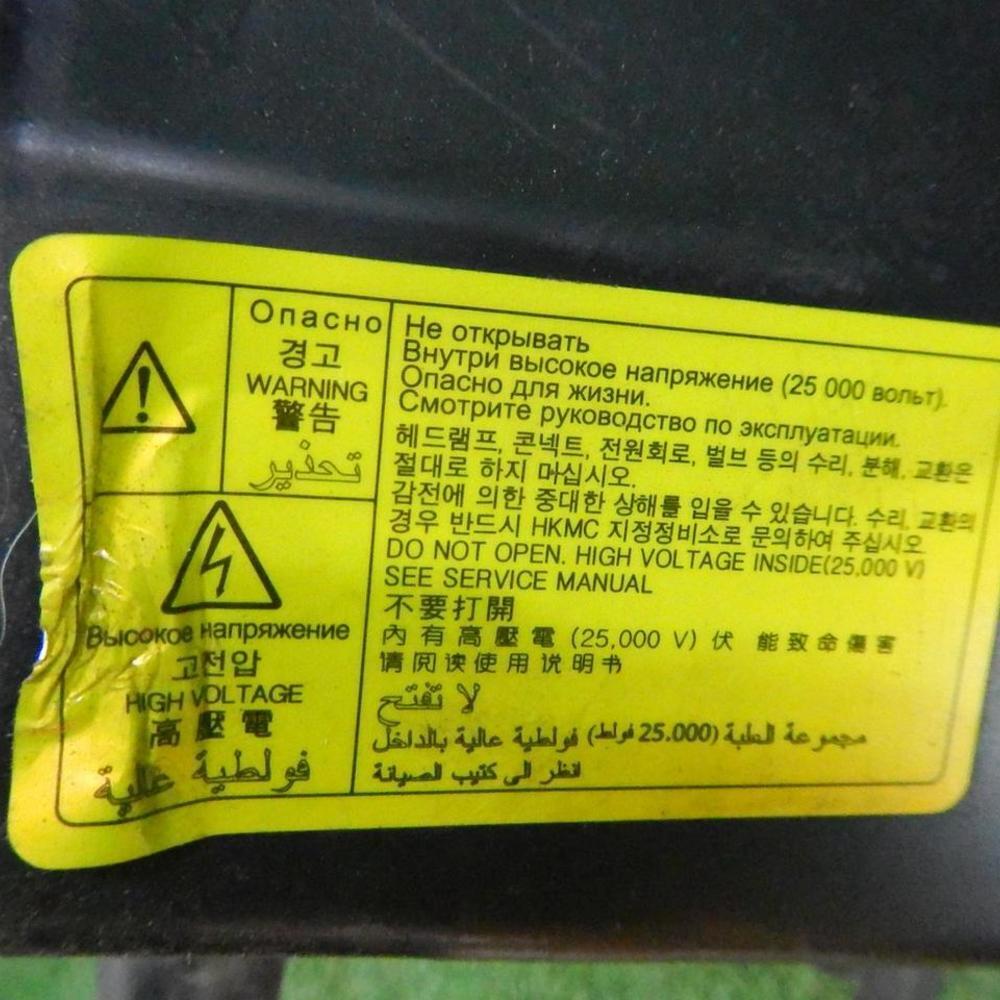 Опасно
경고
WARNING
警告
تحذير
Высокое напряжение
고전압
HIGH VOLTAGE
高壓電
فولطية عالية
Не открывать
Внутри высокое напряжение (25 000 вольт).
Опасно для жизни.
Смотрите руководство по эксплуатации.
헤드램프, 콘넥트, 전원회로, 벌브 등의 수리, 분해, 교환은
절대로 하지 마십시오.
감전에 의한 중대한 상해를 입을 수 있습니다. 수리, 교환의
경우 반드시 HKMC 지정정비소로 문의하여 주십시오
DO NOT OPEN. HIGH VOLTAGE INSIDE(25,000 V)
SEE SERVICE MANUAL
不要打開
內有高壓電 (25,000 V) 伏 能致命傷害
请阅读使用说明书
لا تفتح
مجموعة الطبة (25.000 فولط) فولطية عالية بالداخل
انظر الى كتيب الصيانة